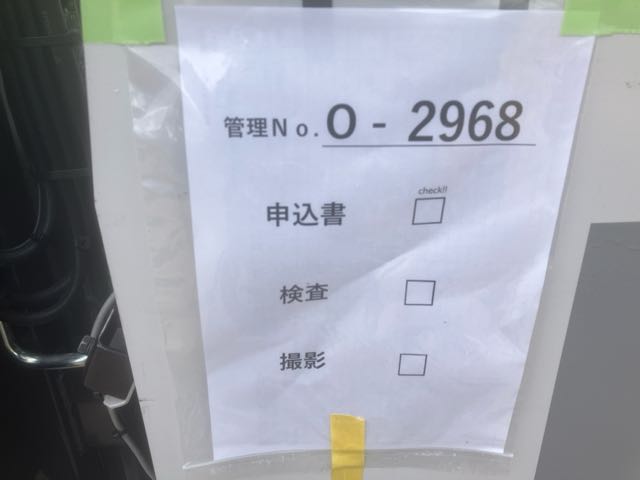 管理No. O - 2968
check!!
申込書 □
検査 □
撮影 □